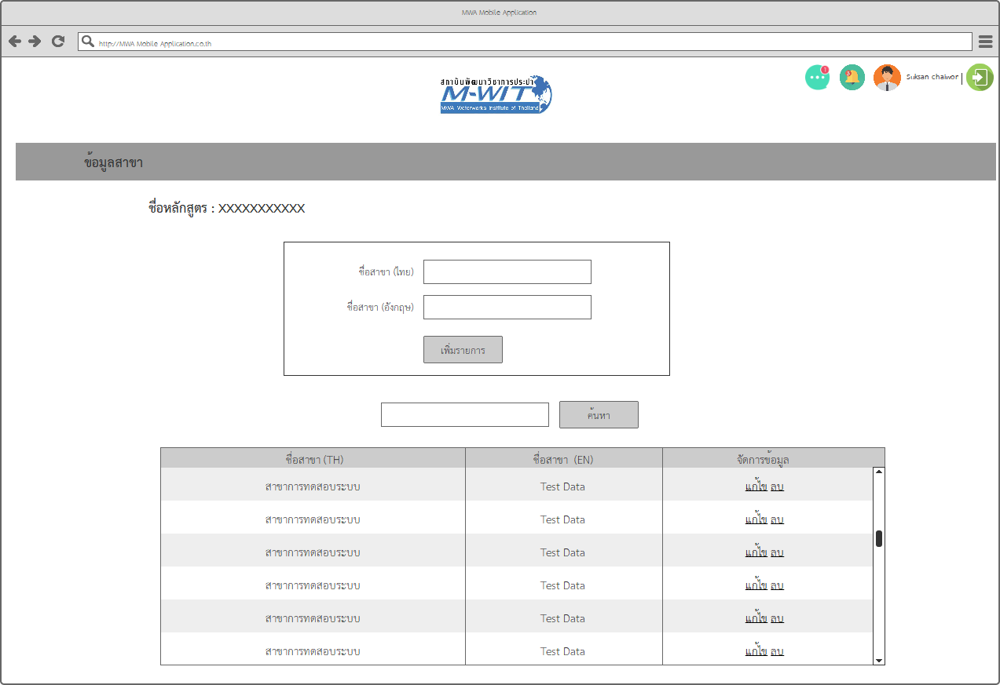 MWA Mobile Application
http://MWA Mobile Application.co.th
1
3
Suksan chaiwor |
สถาบันพัฒนาวิชาการประปา
M-WIT
MWA Waterworks Institute of Thailand
ข้อมูลสาขา
ชื่อหลักสูตร : XXXXXXXXXXX
ชื่อสาขา (ไทย)
ชื่อสาขา (อังกฤษ)
เพิ่มรายการ
ค้นหา
ชื่อสาขา (TH) ชื่อสาขา (EN) จัดการข้อมูล
สาขาการทดสอบระบบ Test Data แก้ไข ลบ
สาขาการทดสอบระบบ Test Data แก้ไข ลบ
สาขาการทดสอบระบบ Test Data แก้ไข ลบ
สาขาการทดสอบระบบ Test Data แก้ไข ลบ
สาขาการทดสอบระบบ Test Data แก้ไข ลบ
สาขาการทดสอบระบบ Test Data แก้ไข ลบ